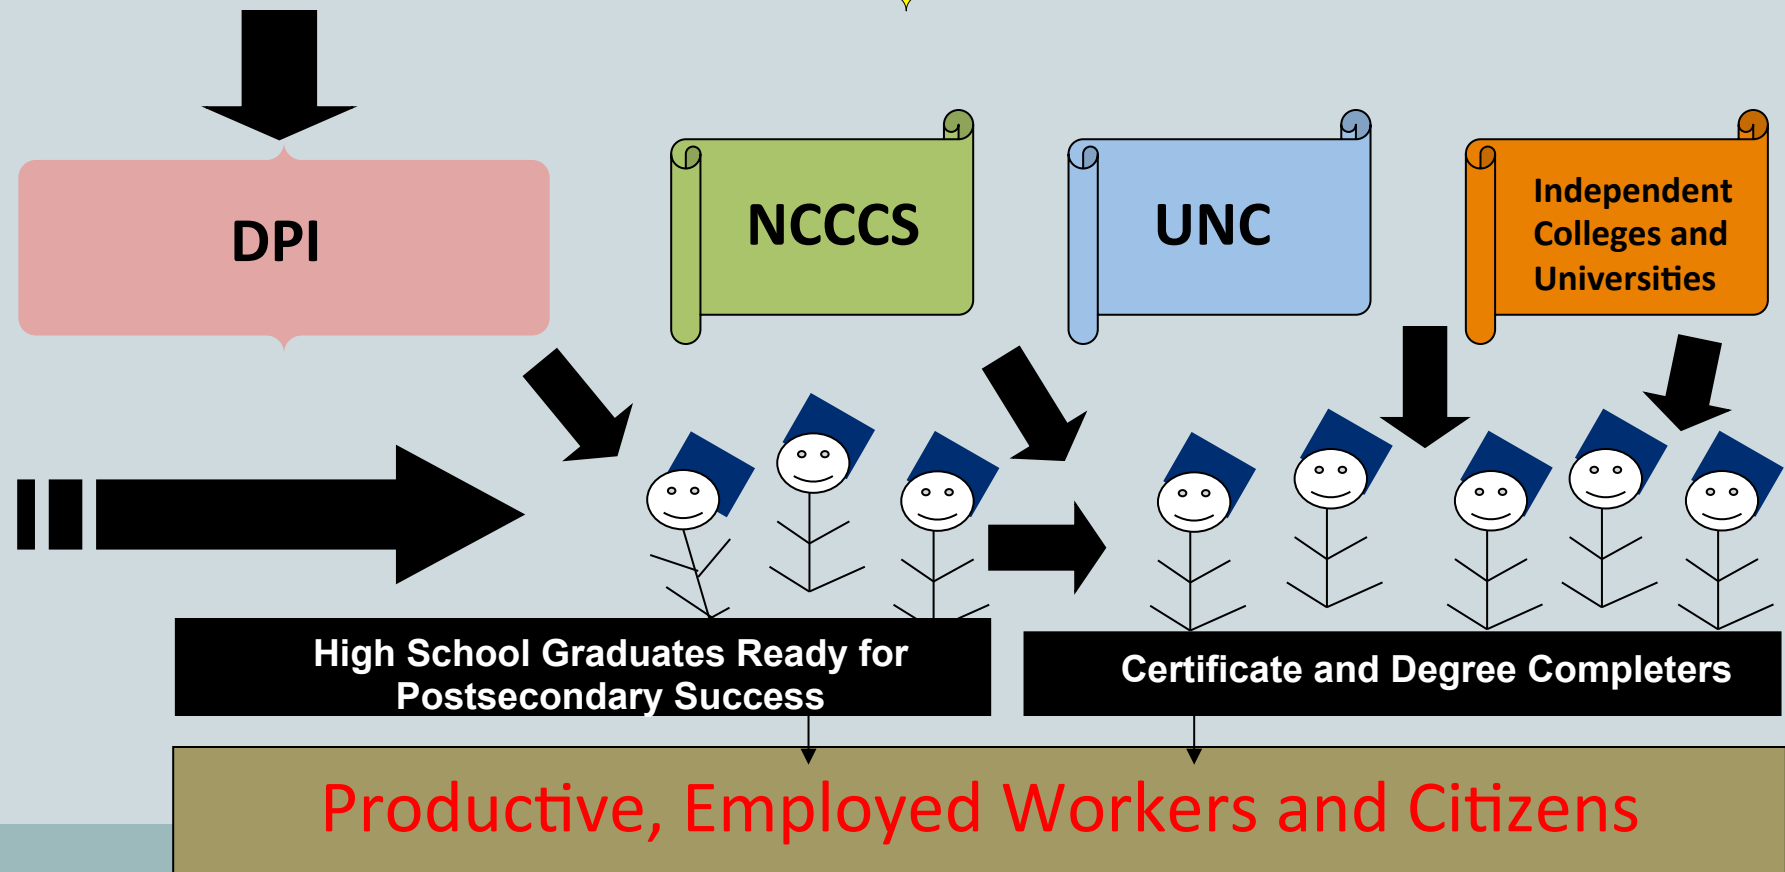 DPI
NCCCS
UNC
Independent
Colleges and
Universities
High School Graduates Ready for
Postsecondary Success
Certificate and Degree Completers
Productive, Employed Workers and Citizens